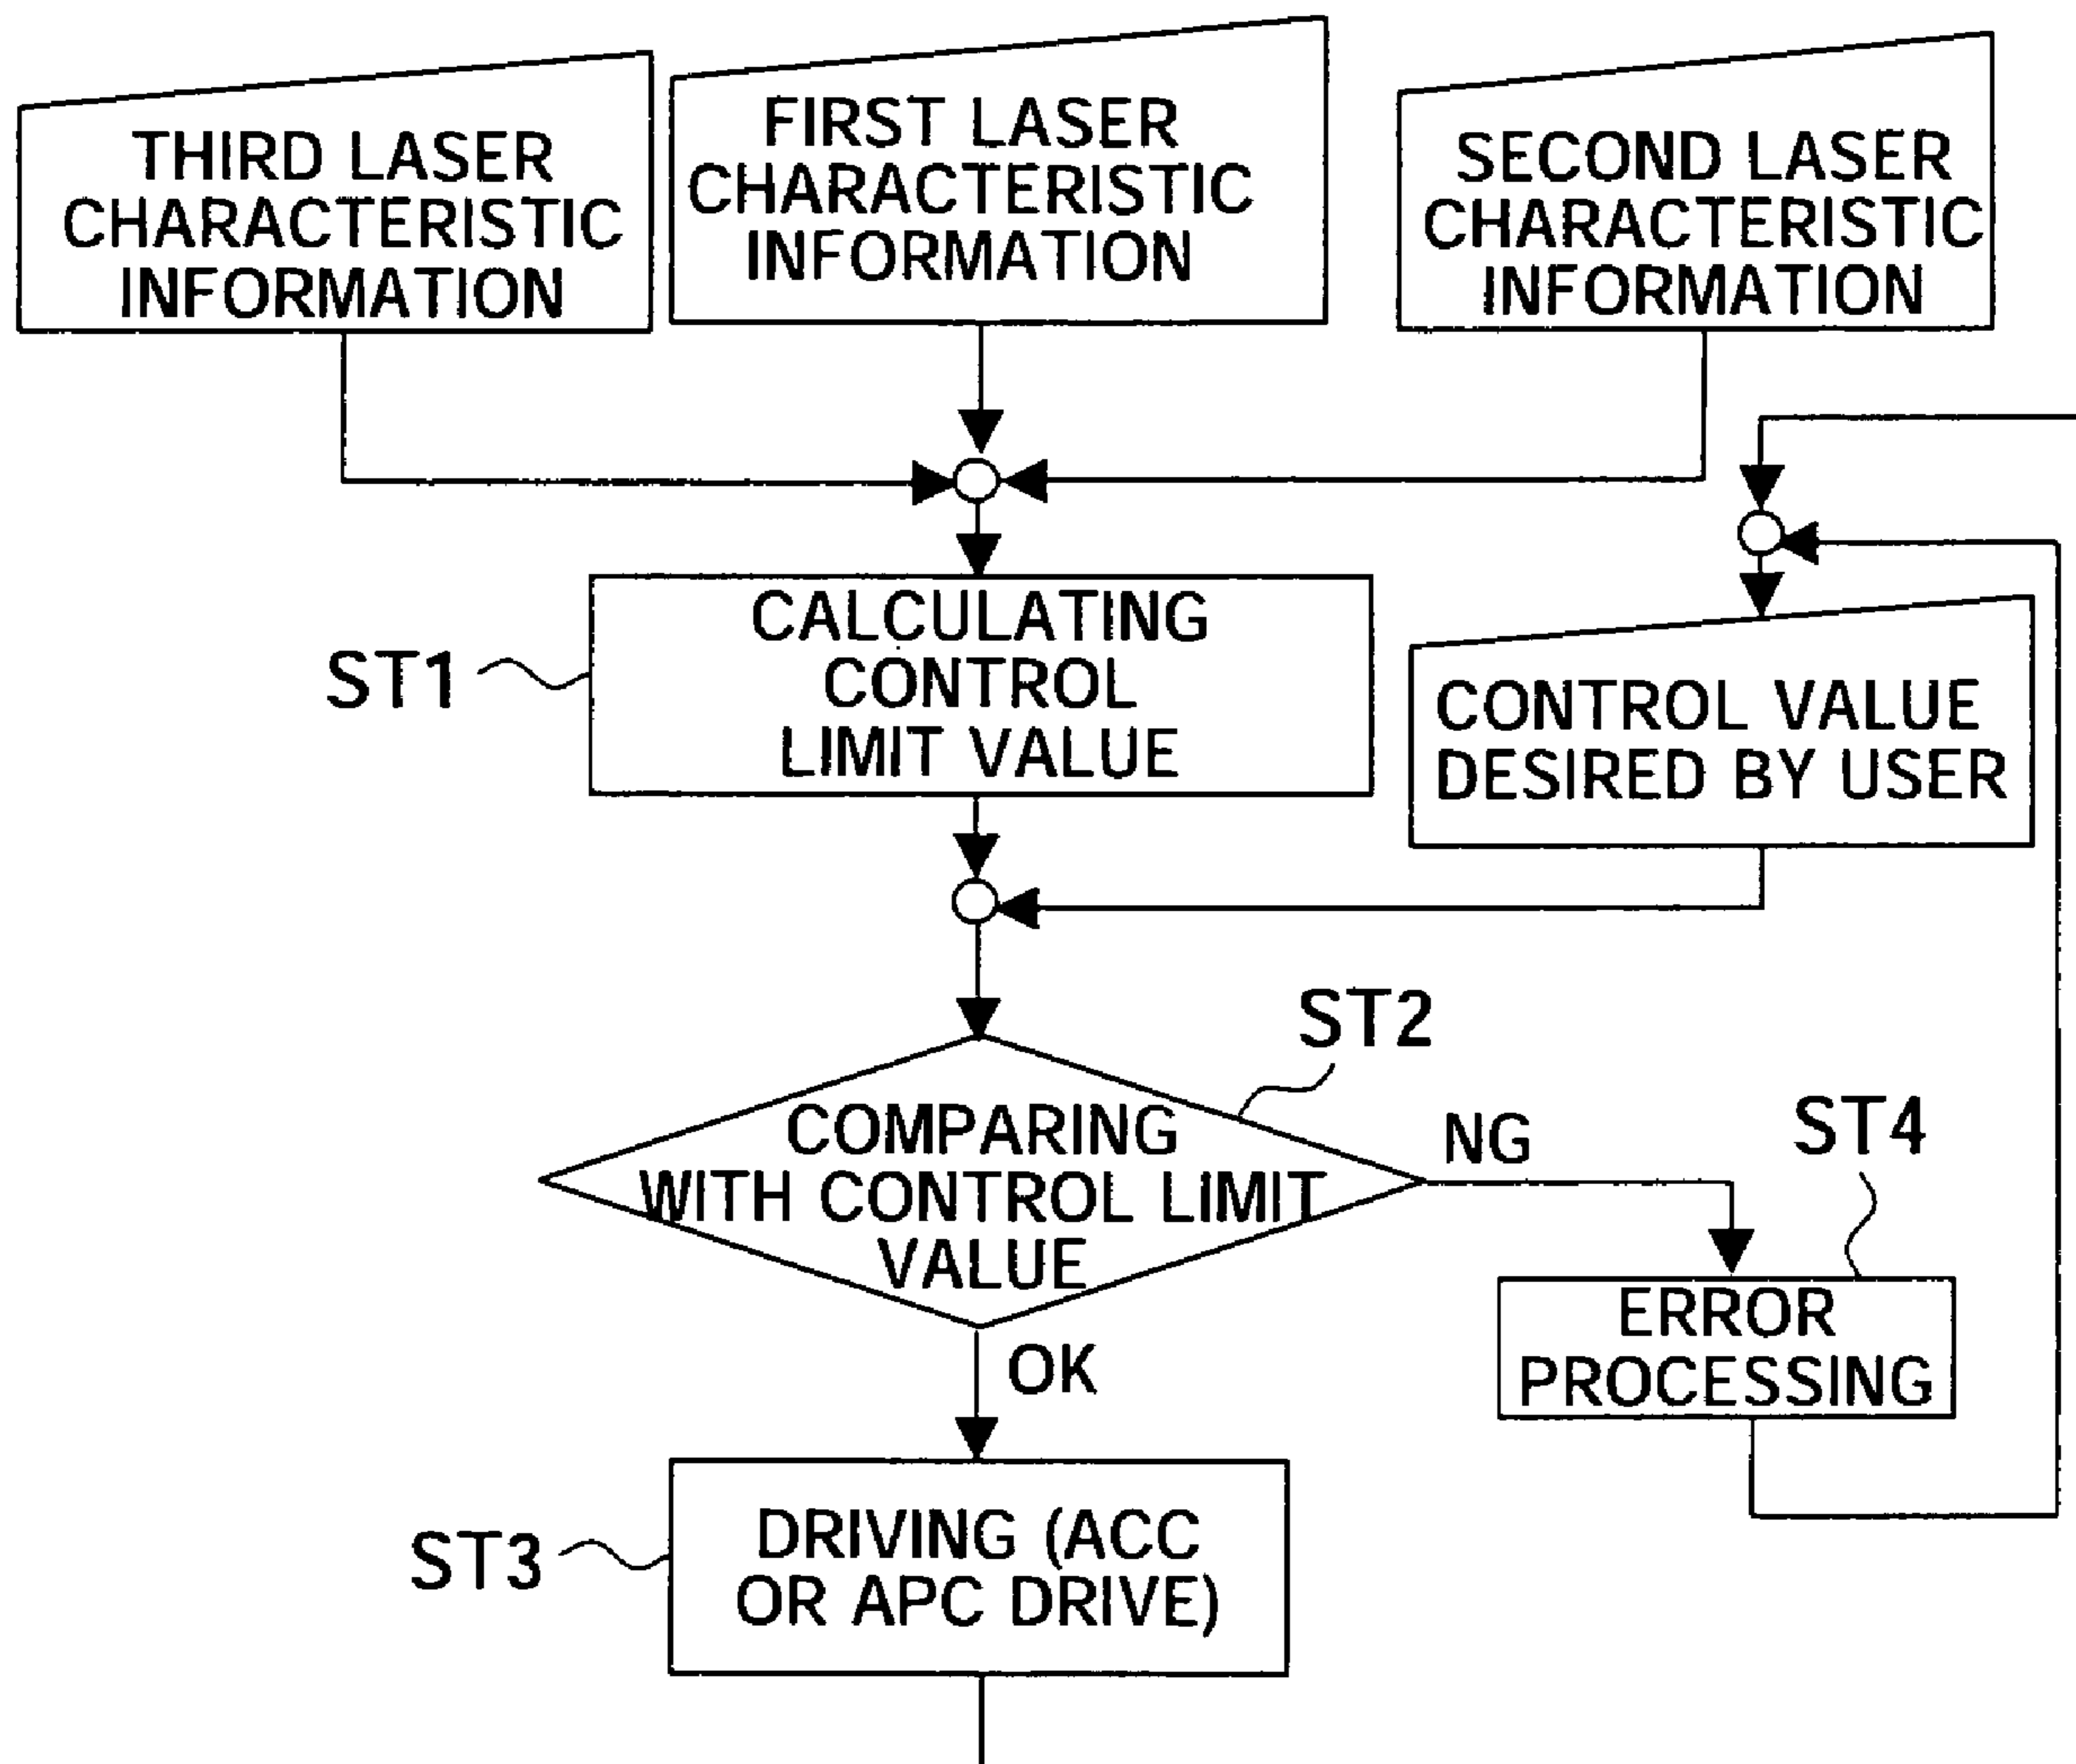 THIRD LASER
CHARACTERISTIC
INFORMATION
FIRST LASER
CHARACTERISTIC
INFORMATION
SECOND LASER
CHARACTERISTIC
INFORMATION
ST1
CALCULATING
CONTROL
LIMIT VALUE
CONTROL VALUE
DESIRED BY USER
ST2
COMPARING
WITH CONTROL LIMIT
VALUE
NG
ST4
ERROR
PROCESSING
OK
ST3
DRIVING (ACC
OR APC DRIVE)